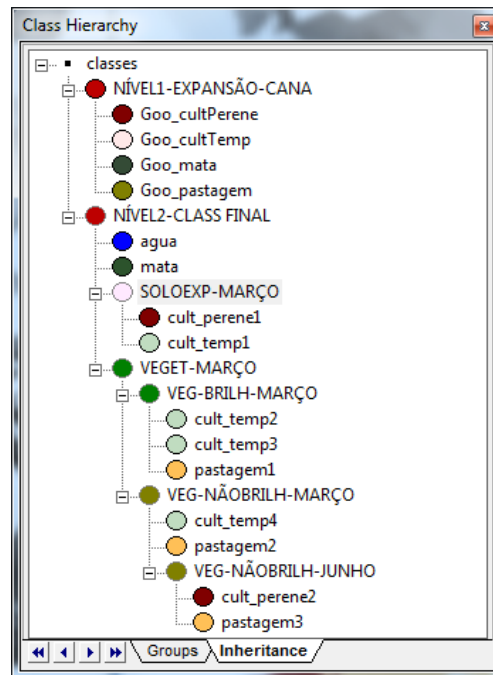 Class Hierarchy
classes
NÍVEL1-EXPANSÃO-CANA
Goo_cultPerene
Goo_cultTemp
Goo_mata
Goo_pastagem
NÍVEL2-CLASS FINAL
agua
mata
SOLOEXP-MARÇO
cult_perene1
cult_temp1
VEGET-MARÇO
VEG-BRILH-MARÇO
cult_temp2
cult_temp3
pastagem1
VEG-NÃOBRILH-MARÇO
cult_temp4
pastagem2
VEG-NÃOBRILH-JUNHO
cult_perene2
pastagem3
Groups Inheritance